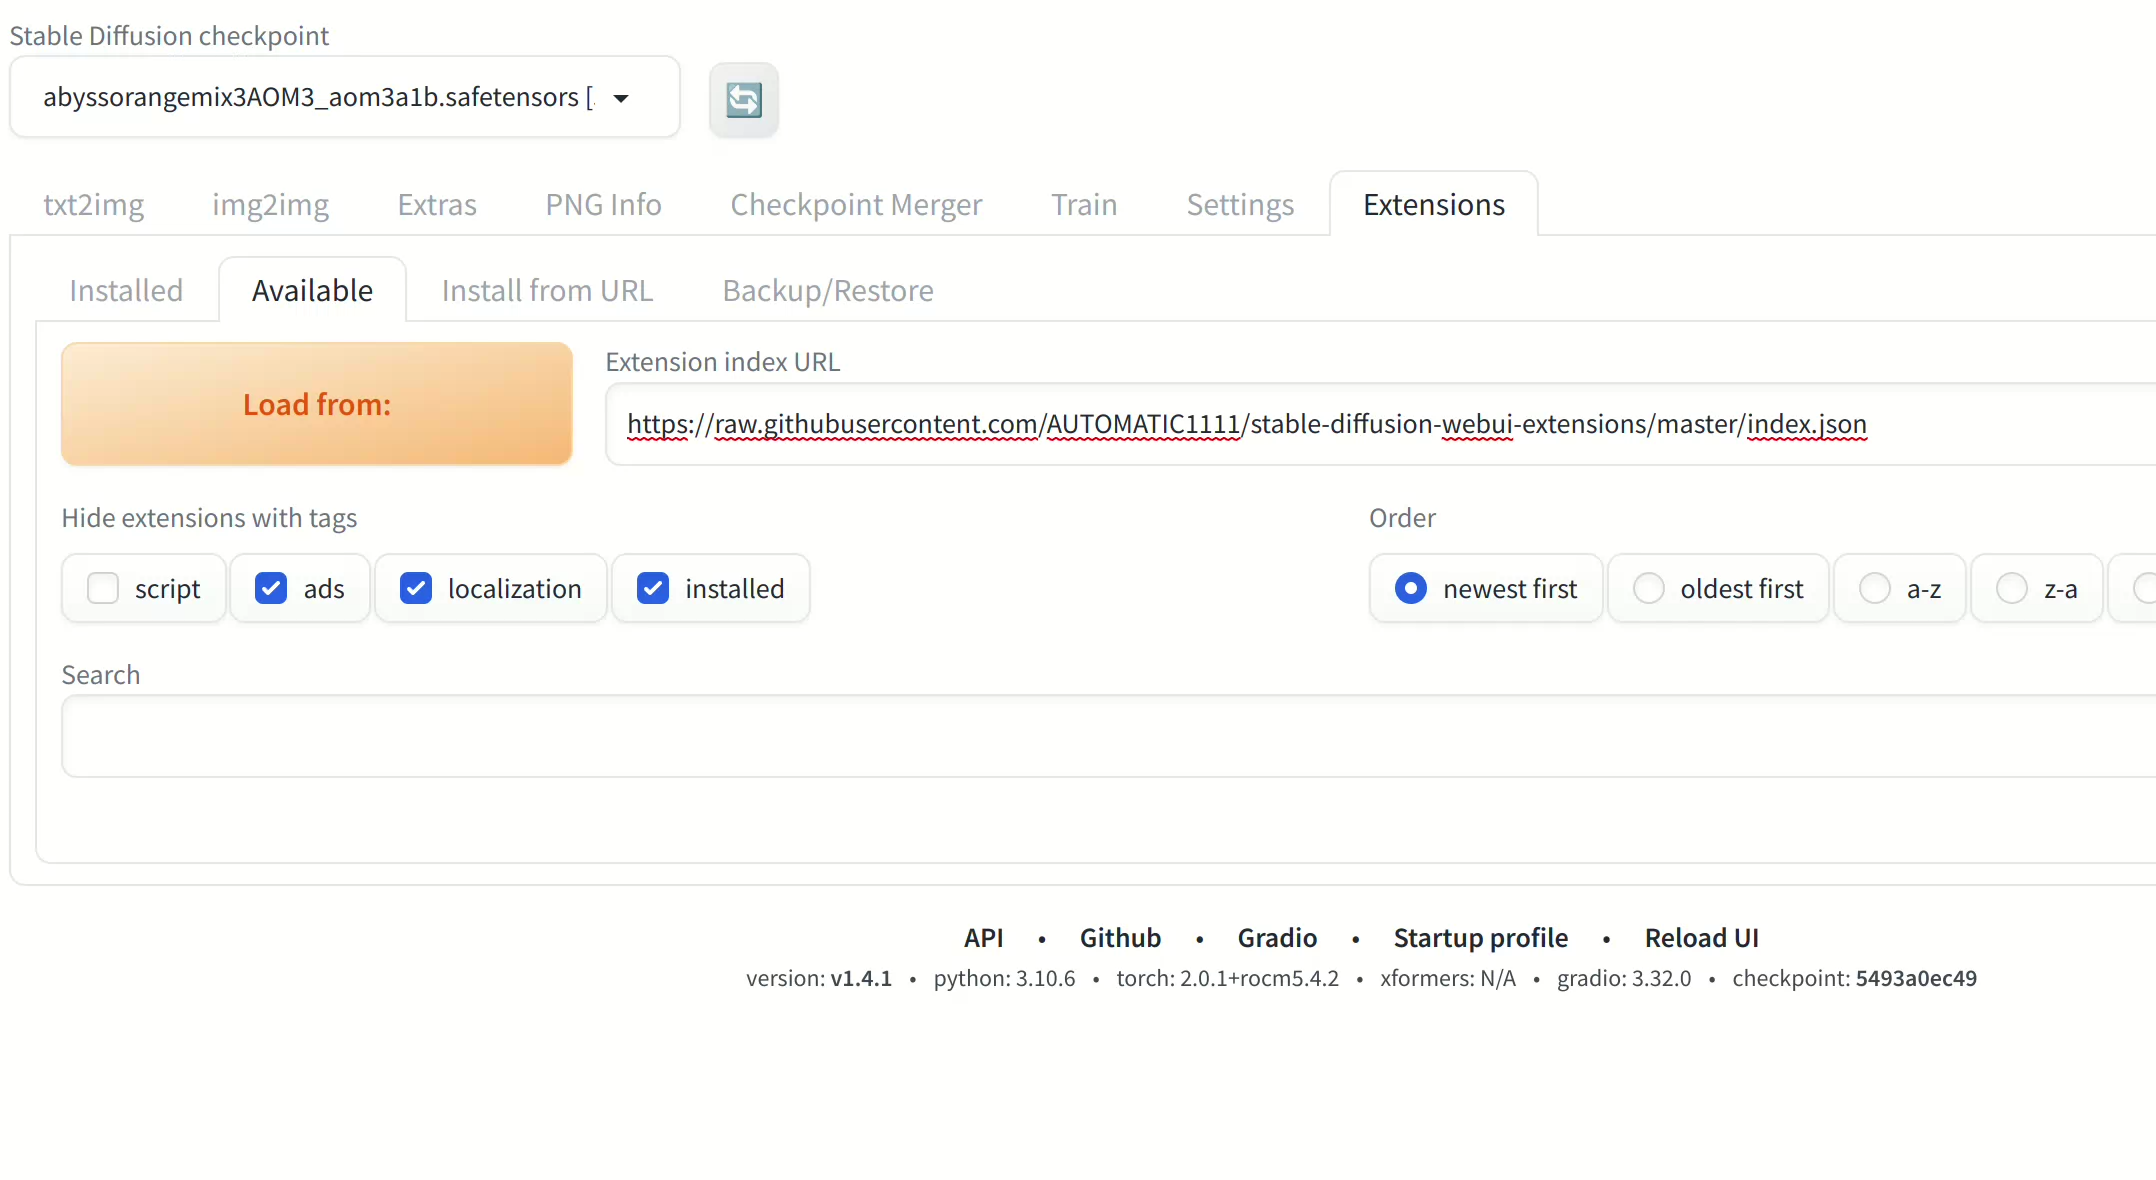 Stable Diffusion checkpoint
abyssorangemix3AOM3_aom3a1b.safetensors [
txt2img img2img Extras PNG Info Checkpoint Merger Train Settings Extensions
Installed Available Install from URL Backup/Restore
Load from:
Extension index URL
https://raw.githubusercontent.com/AUTOMATIC1111/stable-diffusion-webui-extensions/master/index.json
Hide extensions with tags
script ads localization installed
Order
newest first oldest first a-z z-a
Search
API • Github • Gradio • Startup profile • Reload UI
version: v1.4.1 • python: 3.10.6 • torch: 2.0.1+rocm5.4.2 • xformers: N/A • gradio: 3.32.0 • checkpoint: 5493a0ec49